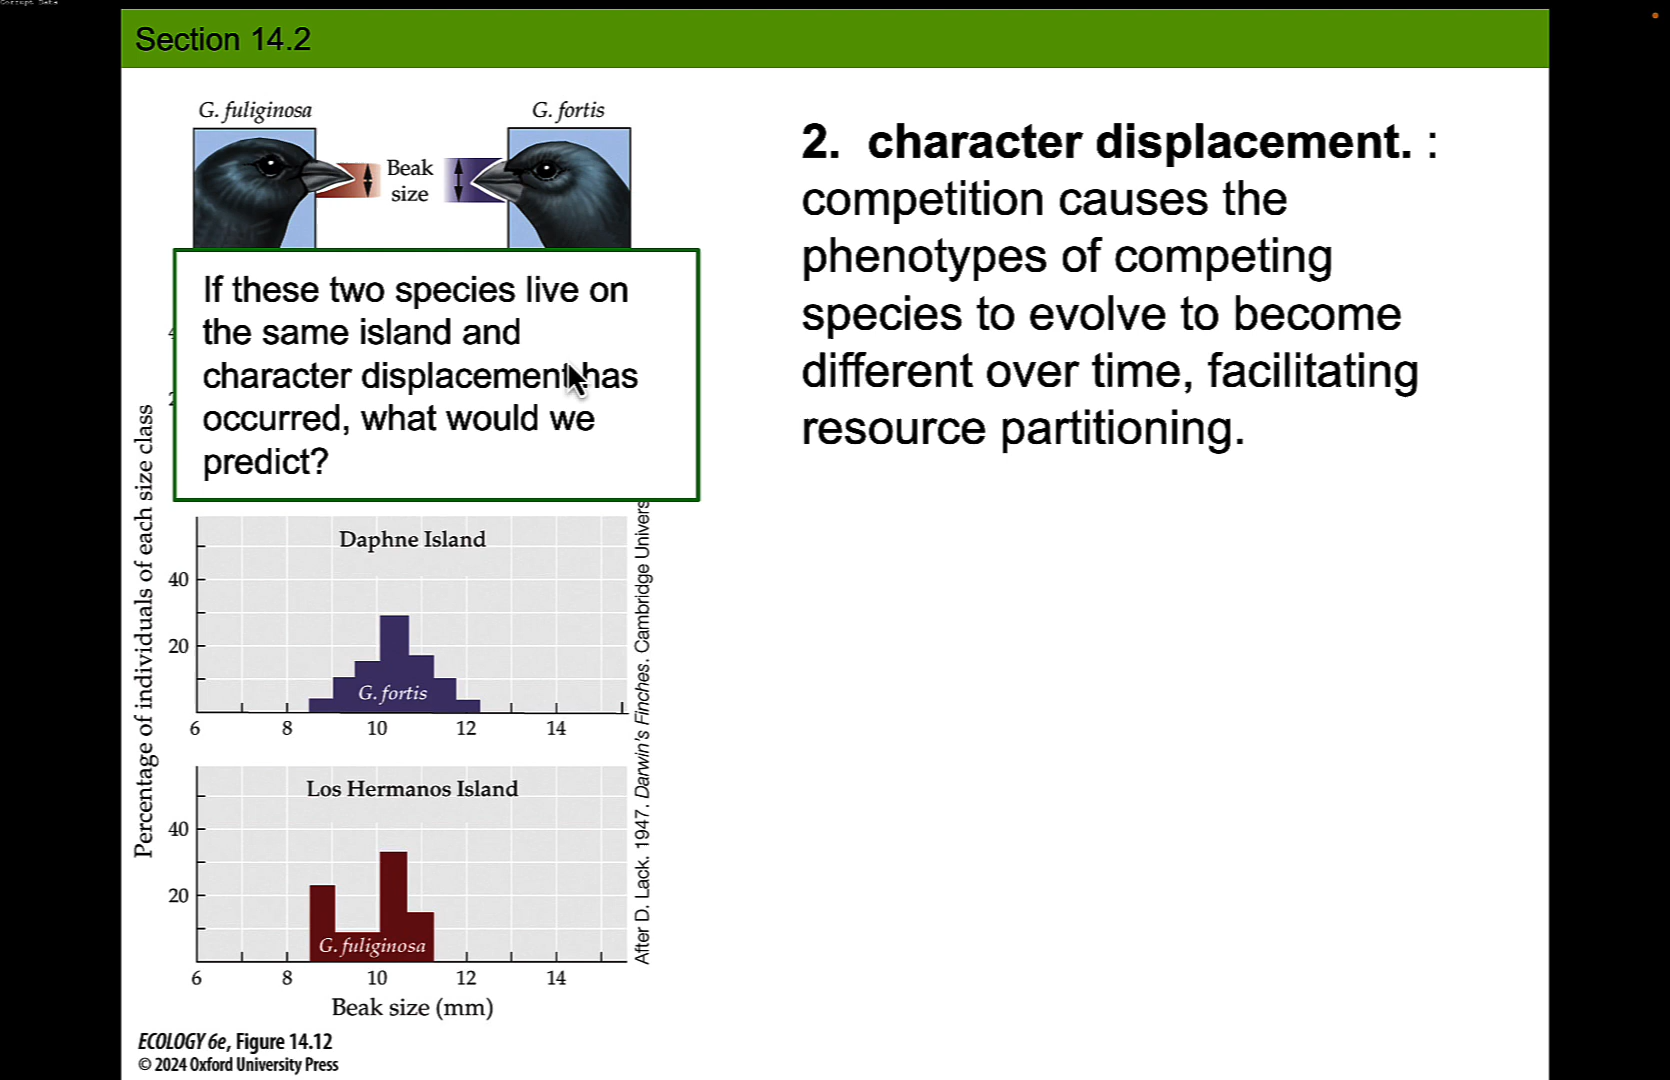 Section 14.2
G. fuliginosa
G. fortis
Beak
size
If these two species live on
the same island and
character displacement has
occurred, what would we
predict?
2. character displacement. :
competition causes the
phenotypes of competing
species to evolve to become
different over time, facilitating
resource partitioning.
Percentage of individuals of each size class
Daphne Island
40
20
G. fortis
6 8 10 12 14
Los Hermanos Island
40
20
G. fuliginosa
6 8 10 12 14
Beak size (mm)
After D. Lack. 1947. Darwin's Finches. Cambridge Univers
ECOLOGY 6e, Figure 14.12
© 2024 Oxford University Press